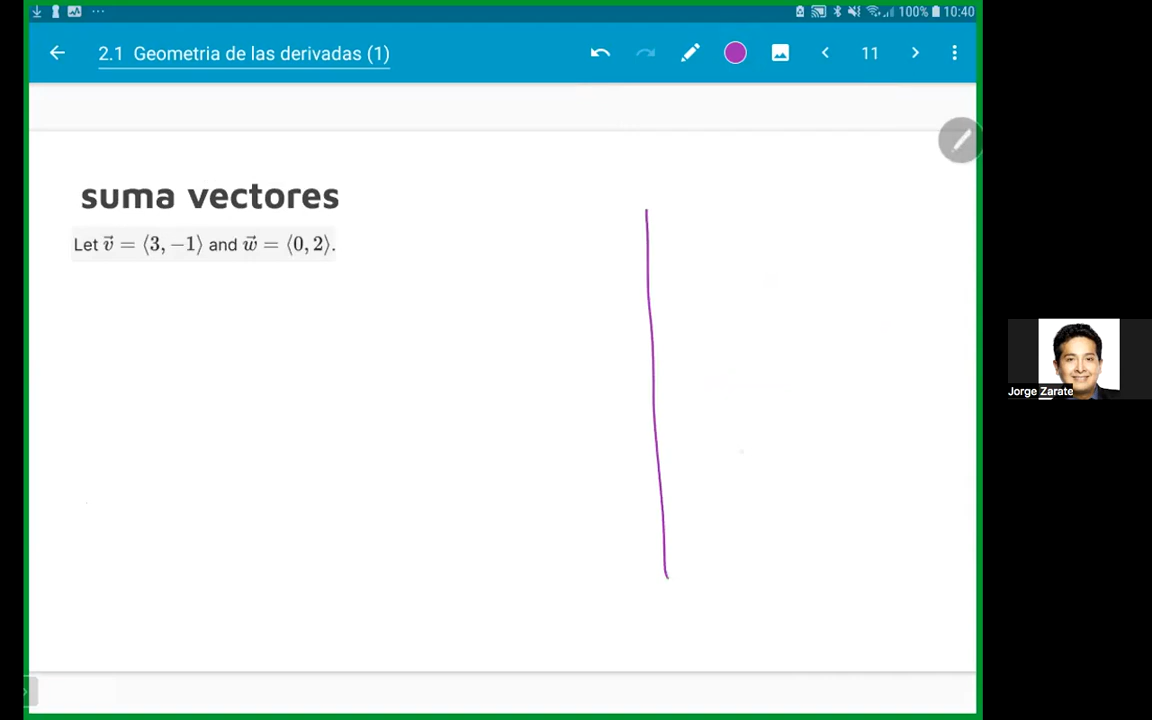 100% 10:40
2.1 Geometria de las derivadas (1)
11
suma vectores
Let v⃗ = ⟨3, −1⟩ and w⃗ = ⟨0, 2⟩.
Jorge Zarate